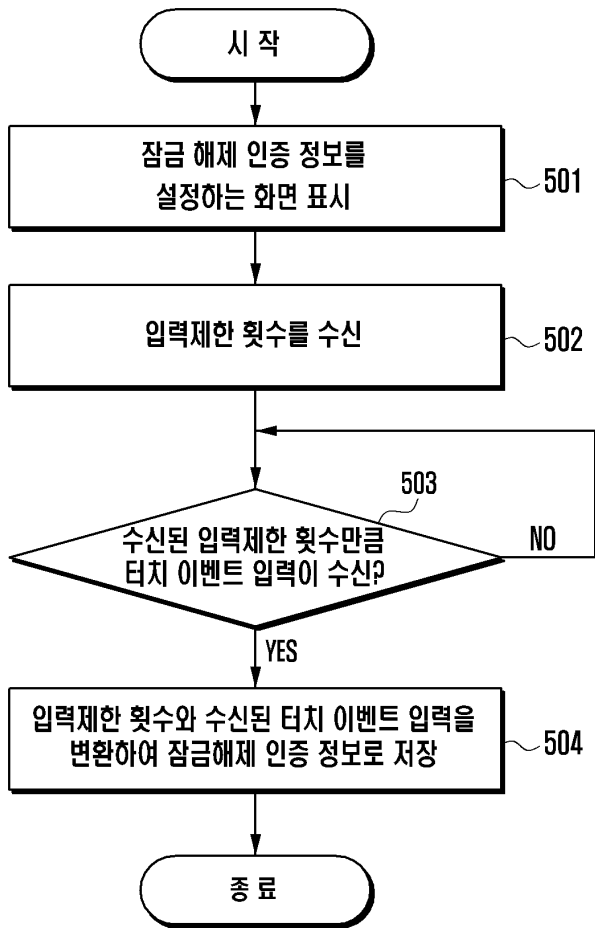 시 작
잠금 해제 인증 정보를
설정하는 화면 표시
501
입력제한 횟수를 수신
502
503
수신된 입력제한 횟수만큼
터치 이벤트 입력이 수신?
NO
YES
입력제한 횟수와 수신된 터치 이벤트 입력을
변환하여 잠금해제 인증 정보로 저장
504
종 료